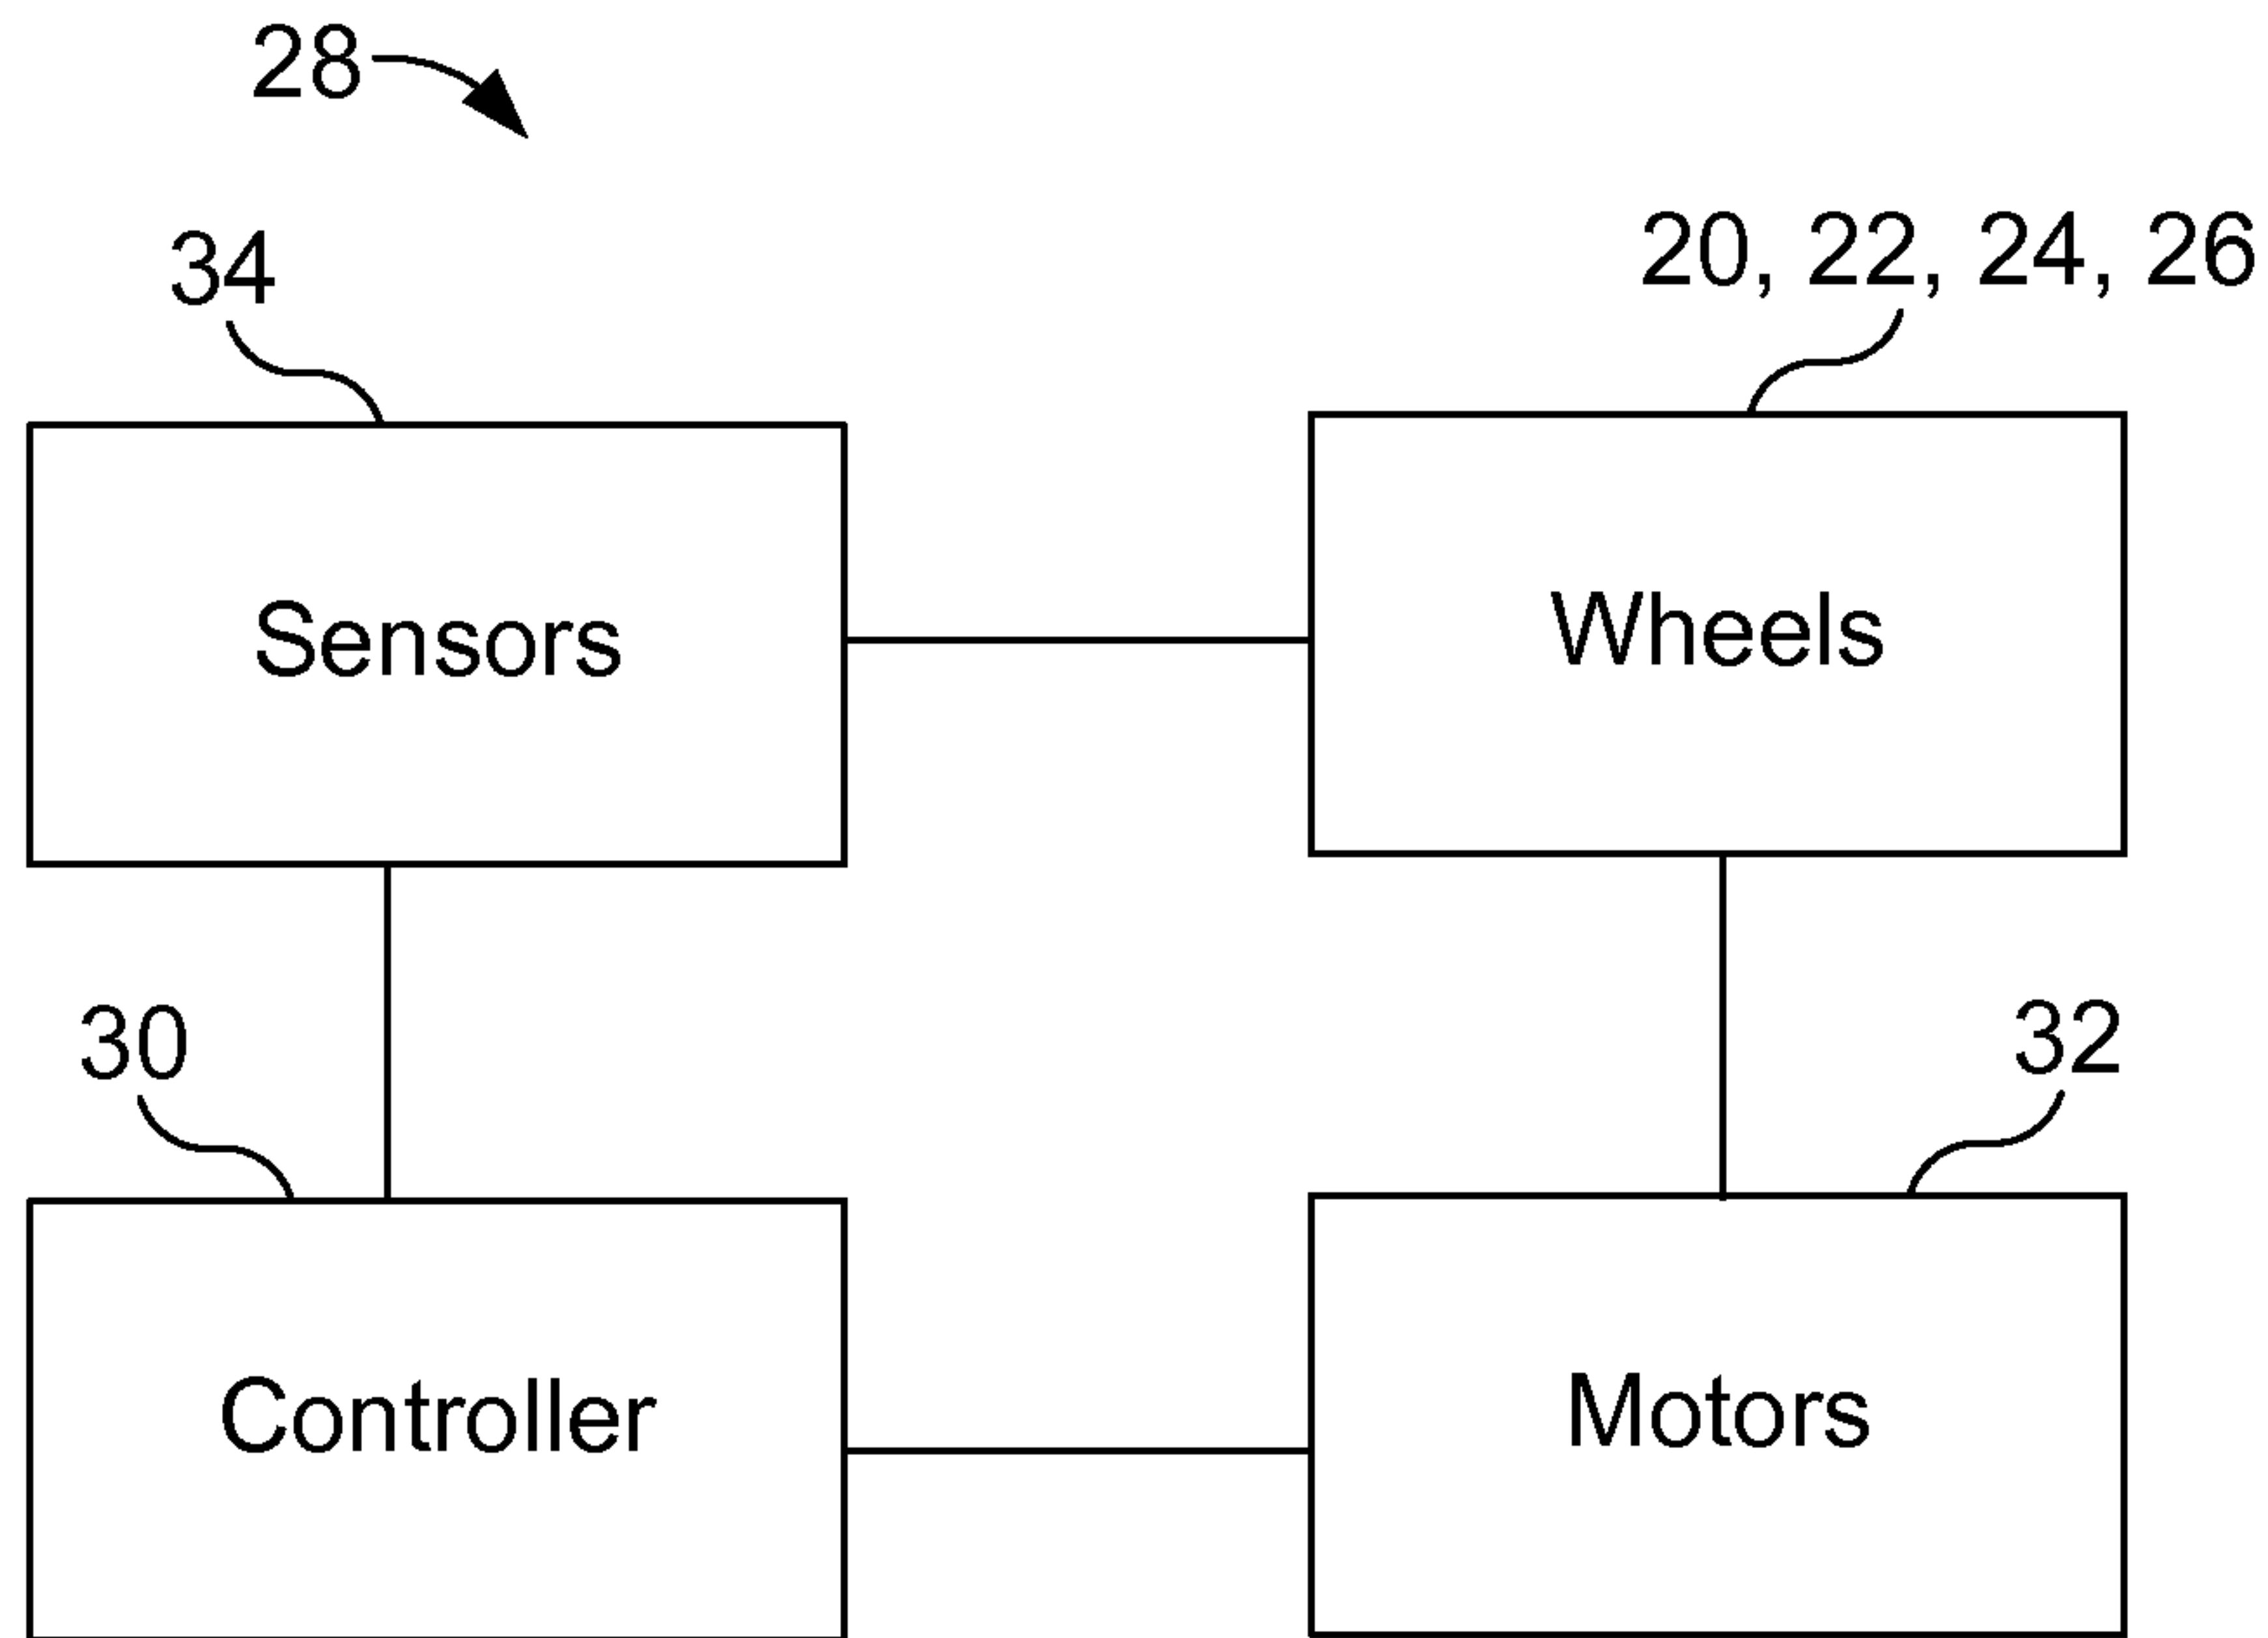 28
34
20, 22, 24, 26
Sensors
Wheels
30
32
Controller
Motors